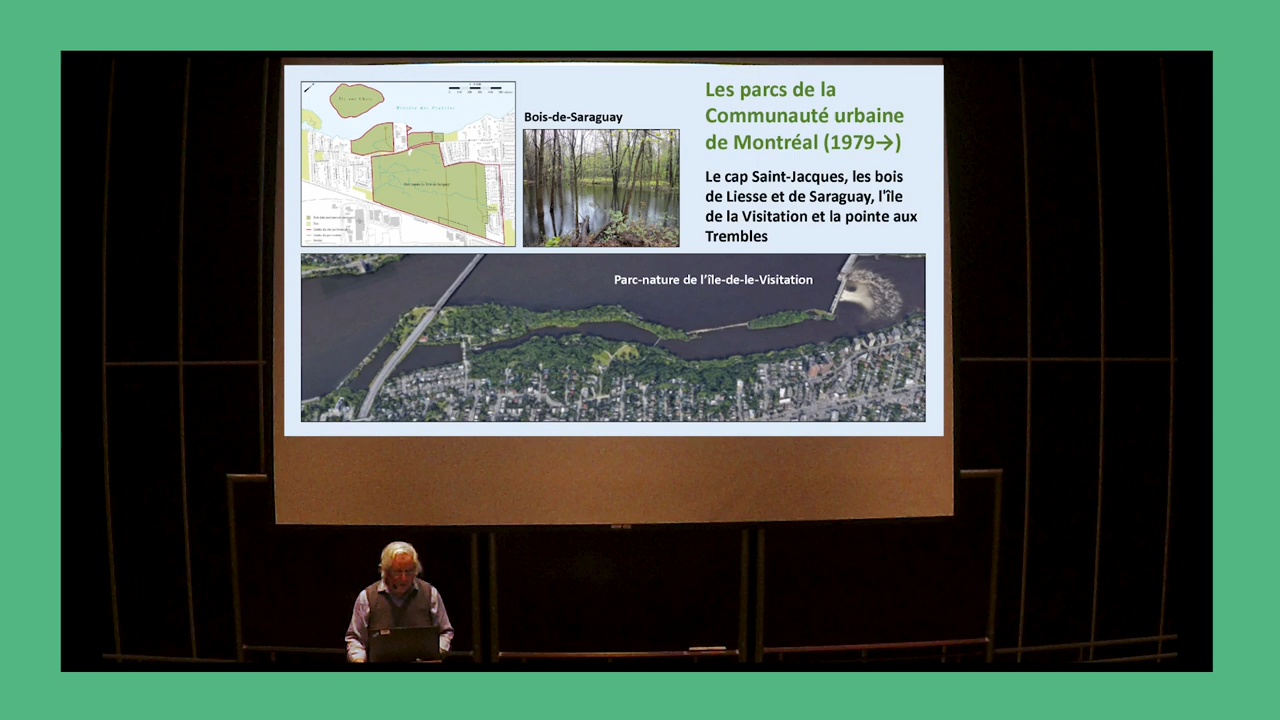 Les parcs de la
Communauté urbaine
de Montréal (1979→)
Le cap Saint-Jacques, les bois
de Liesse et de Saraguay, l'île
de la Visitation et la pointe aux
Trembles
Bois-de-Saraguay
Parc-nature de l'île-de-le-Visitation